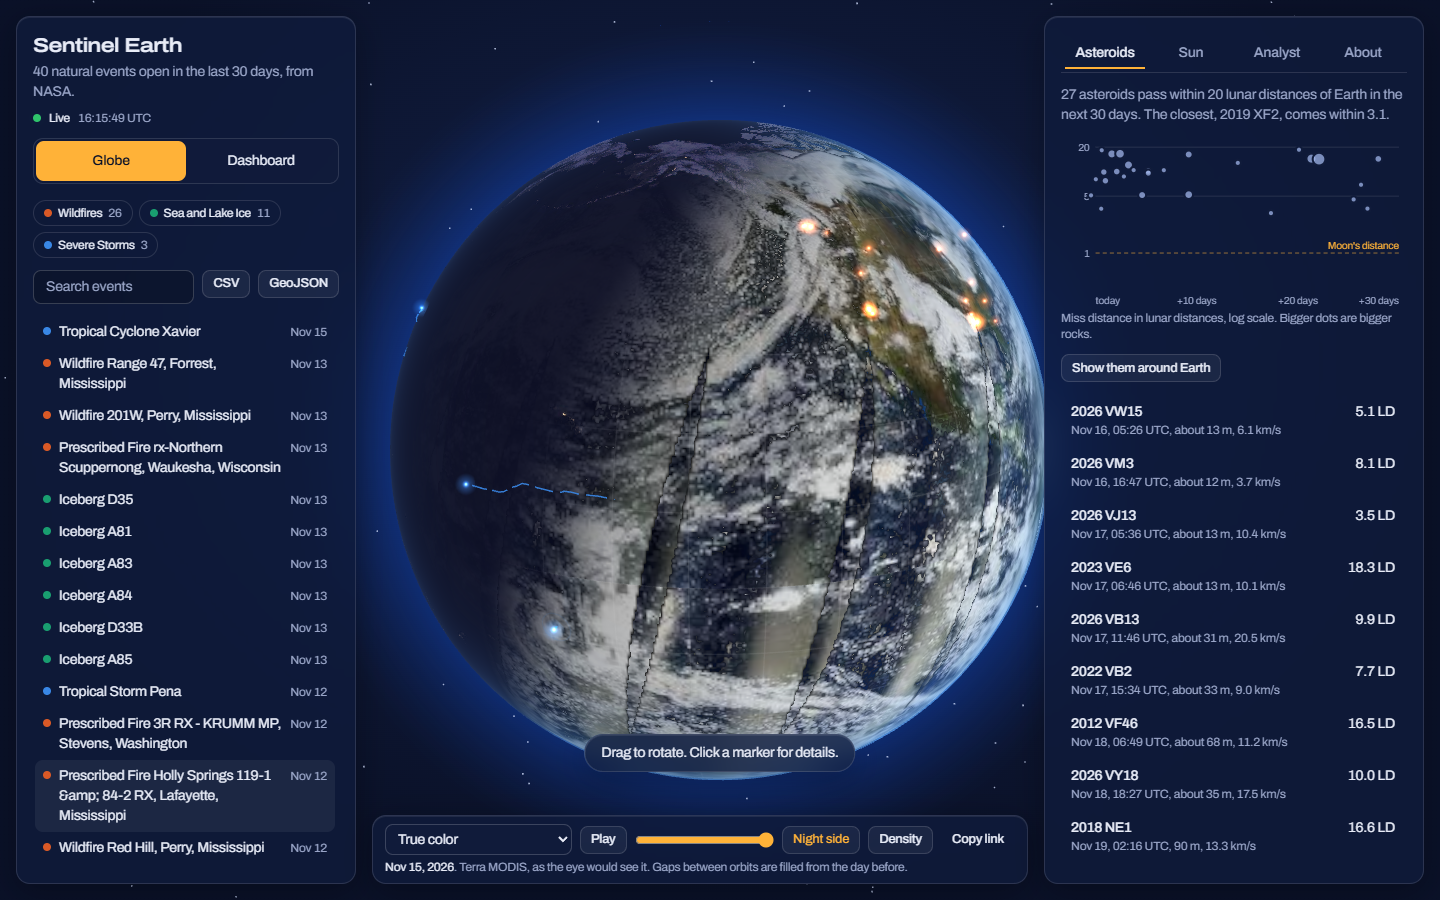 Sentinel Earth
40 natural events open in the last 30 days, from
NASA.
Live 16:15:49 UTC
Globe
Dashboard
Wildfires 26
Sea and Lake Ice 11
Severe Storms 3
Search events
CSV
GeoJSON
Tropical Cyclone Xavier Nov 15
Wildfire Range 47, Forrest, Nov 13
Mississippi
Wildfire 201W, Perry, Mississippi Nov 13
Prescribed Fire rx-Northern Nov 13
Scuppernong, Waukesha, Wisconsin
Iceberg D35 Nov 13
Iceberg A81 Nov 13
Iceberg A83 Nov 13
Iceberg A84 Nov 13
Iceberg D33B Nov 13
Iceberg A85 Nov 13
Tropical Storm Pena Nov 12
Prescribed Fire 3R RX - KRUMM MP, Nov 12
Stevens, Washington
Prescribed Fire Holly Springs 119-1 Nov 12
&amp; 84-2 RX, Lafayette,
Mississippi
Wildfire Red Hill, Perry, Mississippi Nov 12
Drag to rotate. Click a marker for details.
True color
Play
Night side
Density
Copy link
Nov 15, 2026. Terra MODIS, as the eye would see it. Gaps between orbits are filled from the day before.
Asteroids
Sun
Analyst
About
27 asteroids pass within 20 lunar distances of Earth in the
next 30 days. The closest, 2019 XF2, comes within 3.1.
20
5
Moon's distance
1
today
+10 days
+20 days
+30 days
Miss distance in lunar distances, log scale. Bigger dots are bigger
rocks.
Show them around Earth
2026 VW15 5.1 LD
Nov 16, 05:26 UTC, about 13 m, 6.1 km/s
2026 VM3 8.1 LD
Nov 16, 16:47 UTC, about 12 m, 3.7 km/s
2026 VJ13 3.5 LD
Nov 17, 05:36 UTC, about 13 m, 10.4 km/s
2023 VE6 18.3 LD
Nov 17, 06:46 UTC, about 13 m, 10.1 km/s
2026 VB13 9.9 LD
Nov 17, 11:46 UTC, about 31 m, 20.5 km/s
2022 VB2 7.7 LD
Nov 17, 15:34 UTC, about 33 m, 9.0 km/s
2012 VF46 16.5 LD
Nov 18, 06:49 UTC, about 68 m, 11.2 km/s
2026 VY18 10.0 LD
Nov 18, 18:27 UTC, about 35 m, 17.5 km/s
2018 NE1 16.6 LD
Nov 19, 02:16 UTC, 90 m, 13.3 km/s